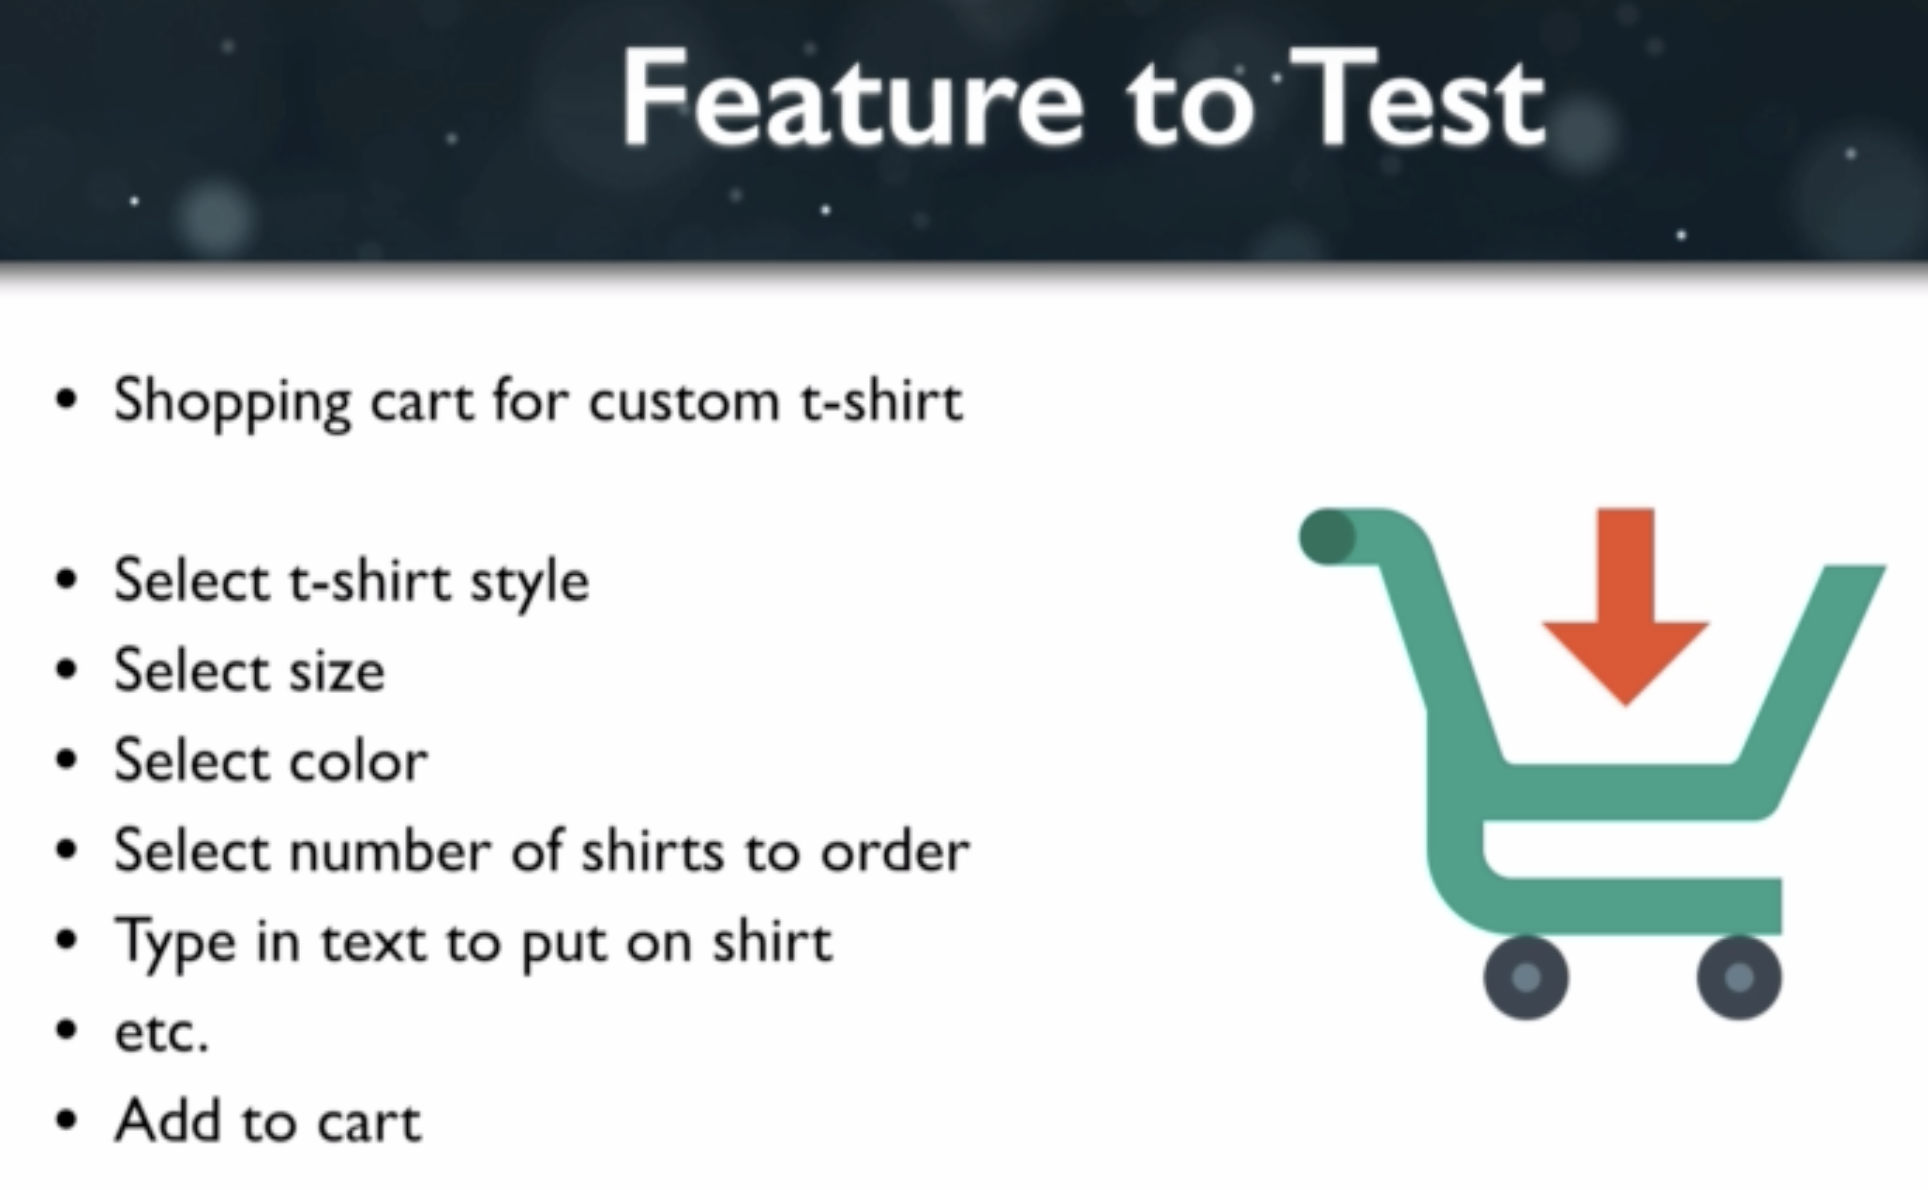 Feature to Test
• Shopping cart for custom t-shirt
• Select t-shirt style
• Select size
• Select color
• Select number of shirts to order
• Type in text to put on shirt
• etc.
• Add to cart